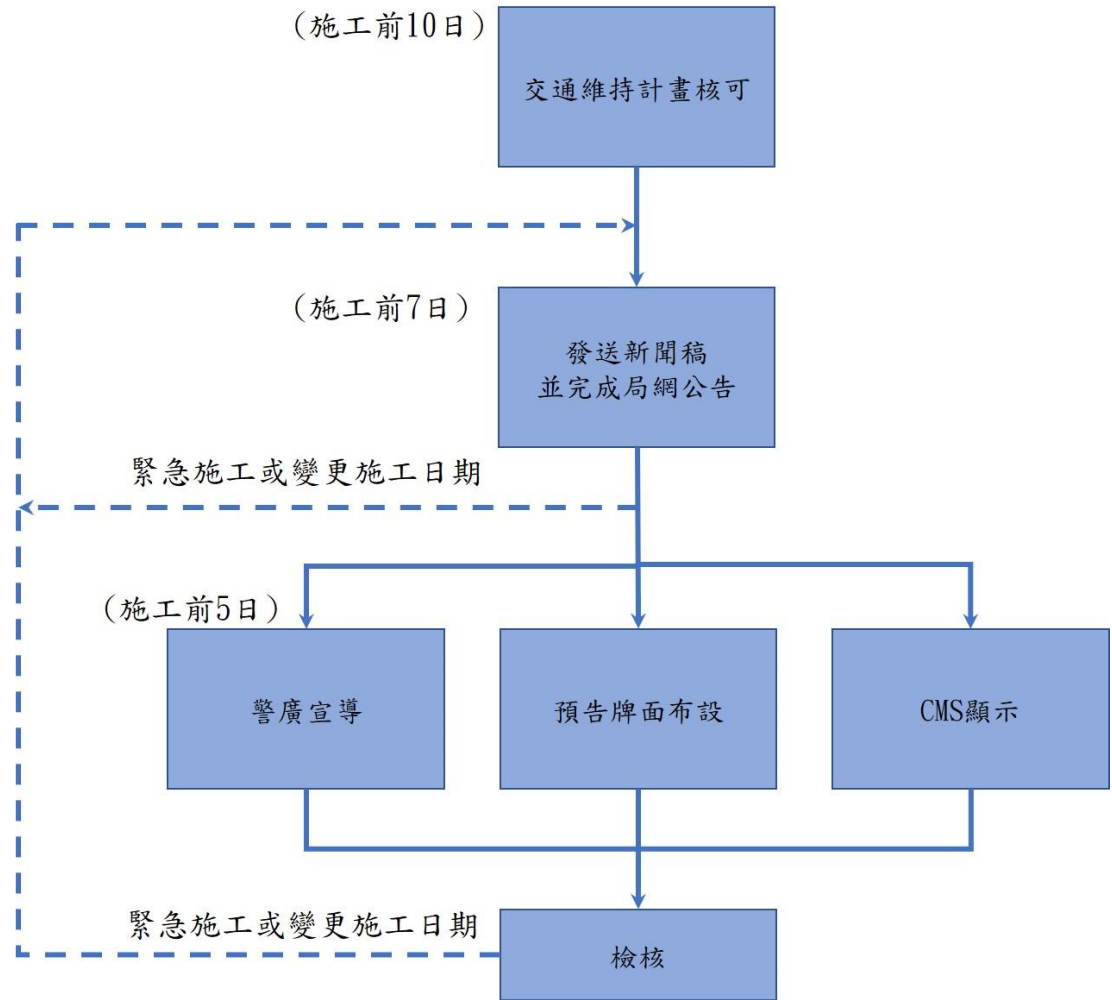 （施工前10日）
交通維持計畫核可
（施工前7日）
發送新聞稿
並完成局網公告
緊急施工或變更施工日期
（施工前5日）
警廣宣導
預告牌面布設
CMS顯示
緊急施工或變更施工日期
檢核